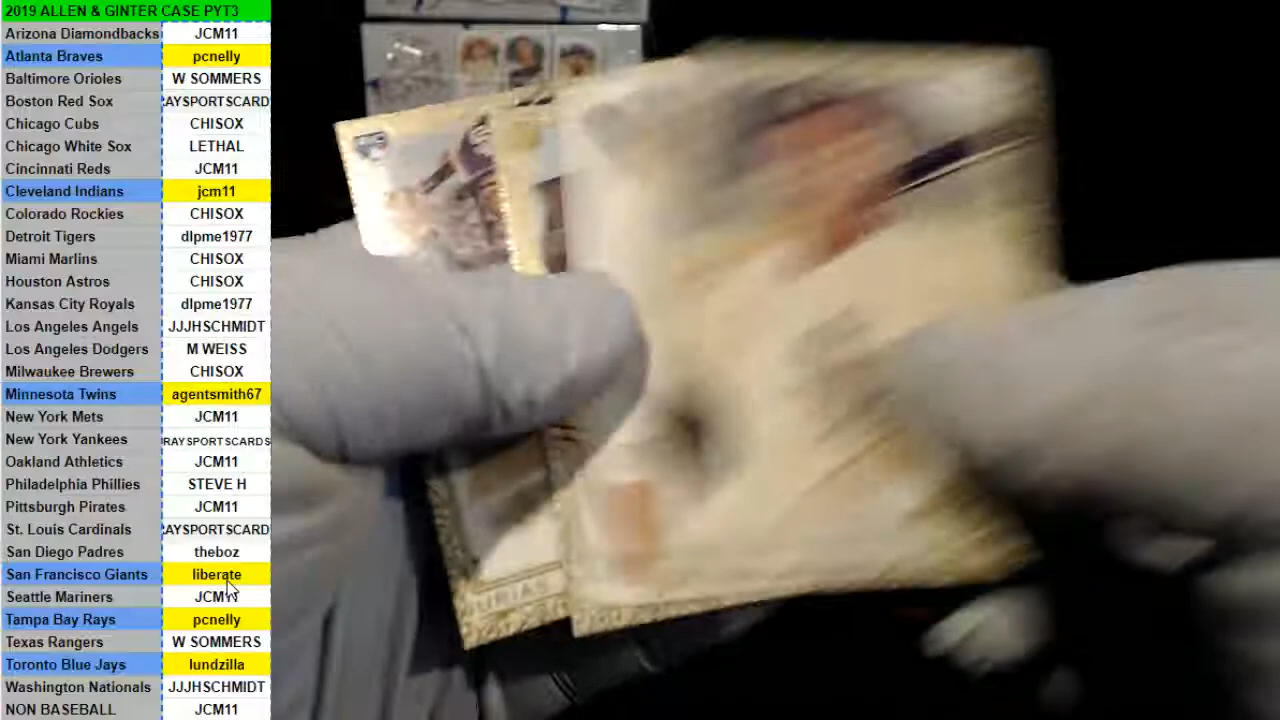 2019 ALLEN & GINTER CASE PYT3
Arizona Diamondbacks JCM11
Atlanta Braves pcnelly
Baltimore Orioles W SOMMERS
Boston Red Sox RAYSPORTSCARD
Chicago Cubs CHISOX
Chicago White Sox LETHAL
Cincinnati Reds JCM11
Cleveland Indians jcm11
Colorado Rockies CHISOX
Detroit Tigers dlpme1977
Miami Marlins CHISOX
Houston Astros CHISOX
Kansas City Royals dlpme1977
Los Angeles Angels JJJHSCHMIDT
Los Angeles Dodgers M WEISS
Milwaukee Brewers CHISOX
Minnesota Twins agentsmith67
New York Mets JCM11
New York Yankees RAYSPORTSCARDS
Oakland Athletics JCM11
Philadelphia Phillies STEVE H
Pittsburgh Pirates JCM11
St. Louis Cardinals RAYSPORTSCARD
San Diego Padres theboz
San Francisco Giants liberate
Seattle Mariners JCM11
Tampa Bay Rays pcnelly
Texas Rangers W SOMMERS
Toronto Blue Jays lundzilla
Washington Nationals JJJHSCHMIDT
NON BASEBALL JCM11
URIAS